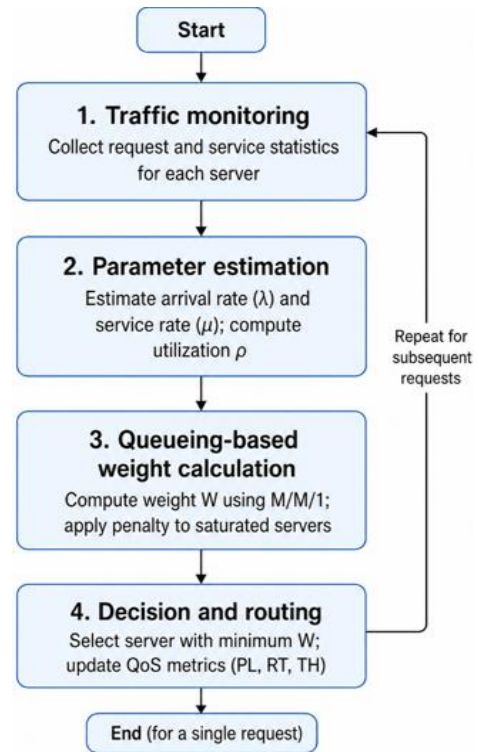 Start
1. Traffic monitoring
Collect request and service statistics
for each server
2. Parameter estimation
Estimate arrival rate (λ) and
service rate (μ); compute
utilization ρ
Repeat for
subsequent
requests
3. Queueing-based
weight calculation
Compute weight W using M/M/1;
apply penalty to saturated servers
4. Decision and routing
Select server with minimum W;
update QoS metrics (PL, RT, TH)
End (for a single request)